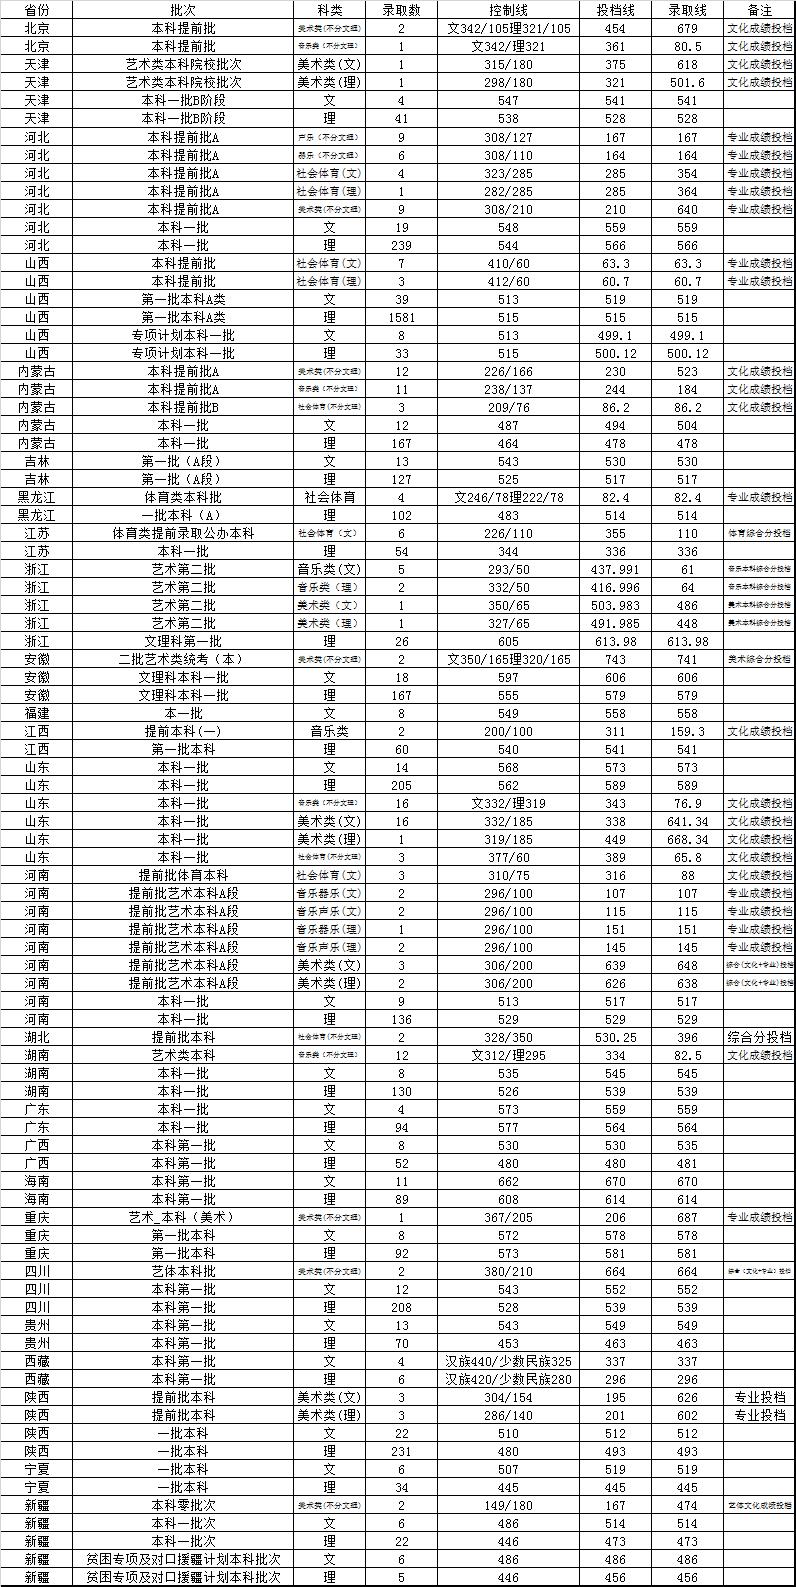 省份 批次 科类 录取数 控制线 投档线 录取线 备注
北京 本科提前批 美术类(不分文理) 2 文342/105理321/105 454 679 文化成绩投档
北京 本科提前批 音乐类（不分文理） 1 文342/理321 361 80.5 文化成绩投档
天津 艺术类本科院校批次 美术类(文) 1 315/180 375 618 文化成绩投档
天津 艺术类本科院校批次 美术类(理) 1 298/180 321 501.6 文化成绩投档
天津 本科一批B阶段 文 4 547 541 541
天津 本科一批B阶段 理 41 538 528 528
河北 本科提前批A 声乐（不分文理） 9 308/127 167 167 专业成绩投档
河北 本科提前批A 器乐（不分文理） 6 308/110 164 164 专业成绩投档
河北 本科提前批A 社会体育(文) 4 323/285 285 354 专业成绩投档
河北 本科提前批A 社会体育(理) 1 282/285 285 364 专业成绩投档
河北 本科提前批A 美术类(不分文理) 9 308/210 210 640 专业成绩投档
河北 本科一批 文 19 548 559 559
河北 本科一批 理 239 544 566 566
山西 本科提前批 社会体育(文) 7 410/60 63.3 63.3 专业成绩投档
山西 本科提前批 社会体育(理) 3 412/60 60.7 60.7 专业成绩投档
山西 第一批本科A类 文 39 513 519 519
山西 第一批本科A类 理 1581 515 515 515
山西 专项计划本科一批 文 8 513 499.1 499.1
山西 专项计划本科一批 理 33 515 500.12 500.12
内蒙古 本科提前批A 美术类(不分文理) 12 226/166 230 523 文化成绩投档
内蒙古 本科提前批A 音乐类（不分文理） 11 238/137 244 184 文化成绩投档
内蒙古 本科提前批B 社会体育(不分文理) 3 209/76 86.2 86.2 文化成绩投档
内蒙古 本科一批 文 12 487 494 504
内蒙古 本科一批 理 167 464 478 478
吉林 第一批（A段） 文 13 543 530 530
吉林 第一批（A段） 理 127 525 517 517
黑龙江 体育类本科批 社会体育 4 文246/78理222/78 82.4 82.4 专业成绩投档
黑龙江 一批本科（A） 理 102 483 514 514
江苏 体育类提前录取公办本科 社会体育（文） 6 226/110 355 110 体育综合分投档
江苏 本科一批 理 54 344 336 336
浙江 艺术第二批 音乐类(文) 5 293/50 437.991 61 音乐本科综合分投档
浙江 艺术第二批 音乐类（理） 2 332/50 416.996 64 音乐本科综合分投档
浙江 艺术第二批 美术类（文） 1 350/65 503.983 486 美术本科综合分投档
浙江 艺术第二批 美术类（理） 1 327/65 491.985 448 美术本科综合分投档
浙江 文理科第一批 理 26 605 613.98 613.98
安徽 二批艺术类统考（本） 美术类(不分文理) 2 文350/165理320/165 743 741 美术综合分投档
安徽 文理科本科一批 文 18 597 606 606
安徽 文理科本科一批 理 167 555 579 579
福建 本一批 文 8 549 558 558
江西 提前本科(一) 音乐类 2 200/100 311 159.3 文化成绩投档
江西 第一批本科 理 60 540 541 541
山东 本科一批 文 14 568 573 573
山东 本科一批 理 205 562 589 589
山东 本科一批 音乐类（不分文理） 16 文332/理319 343 76.9 文化成绩投档
山东 本科一批 美术类(文) 16 332/185 338 641.34 文化成绩投档
山东 本科一批 美术类(理) 1 319/185 449 668.34 文化成绩投档
山东 本科一批 社会体育(不分文理) 3 377/60 389 65.8 文化成绩投档
河南 提前批体育本科 社会体育(文) 3 310/75 316 88 文化成绩投档
河南 提前批艺术本科A段 音乐器乐(文) 2 296/100 107 107 专业成绩投档
河南 提前批艺术本科A段 音乐声乐(文) 2 296/100 115 115 专业成绩投档
河南 提前批艺术本科A段 音乐器乐(理) 1 296/100 151 151 专业成绩投档
河南 提前批艺术本科A段 音乐声乐(理) 2 296/100 145 145 专业成绩投档
河南 提前批艺术本科A段 美术类(文) 3 306/200 639 648 综合(文化+专业)投档
河南 提前批艺术本科A段 美术类(理) 2 306/200 626 638 综合(文化+专业)投档
河南 本科一批 文 9 513 517 517
河南 本科一批 理 136 529 529 529
湖北 提前批本科 社会体育(不分文理) 2 328/350 530.25 396 综合分投档
湖南 艺术类本科 音乐类（不分文理） 12 文312/理295 334 82.5 文化成绩投档
湖南 本科一批 文 8 535 545 545
湖南 本科一批 理 130 526 539 539
广东 本科一批 文 4 573 559 559
广东 本科一批 理 94 577 564 564
广西 本科第一批 文 8 530 530 535
广西 本科第一批 理 52 480 480 481
海南 本科第一批 文 11 662 670 670
海南 本科第一批 理 89 608 614 614
重庆 艺术_本科（美术） 美术类(不分文理) 1 367/205 206 687 专业成绩投档
重庆 第一批本科 文 8 572 578 578
重庆 第一批本科 理 92 573 581 581
四川 艺体本科批 美术类(不分文理) 2 380/210 664 664 综合（文化+专业）投档
四川 本科第一批 文 12 543 552 552
四川 本科第一批 理 208 528 539 539
贵州 本科第一批 文 13 543 549 549
贵州 本科第一批 理 70 453 463 463
西藏 本科第一批 文 4 汉族440/少数民族325 337 337
西藏 本科第一批 理 6 汉族420/少数民族280 296 296
陕西 提前批本科 美术类(文) 3 304/154 195 626 专业投档
陕西 提前批本科 美术类(理) 3 286/140 201 602 专业投档
陕西 一批本科 文 22 510 512 512
陕西 一批本科 理 231 480 493 493
宁夏 一批本科 文 6 507 519 519
宁夏 一批本科 理 34 445 445 445
新疆 本科零批次 美术类(不分文理) 2 149/180 167 474 艺体文化成绩投档
新疆 本科一批次 文 6 486 514 514
新疆 本科一批次 理 22 446 473 473
新疆 贫困专项及对口援疆计划本科批次 文 6 486 486 486
新疆 贫困专项及对口援疆计划本科批次 理 5 446 456 456